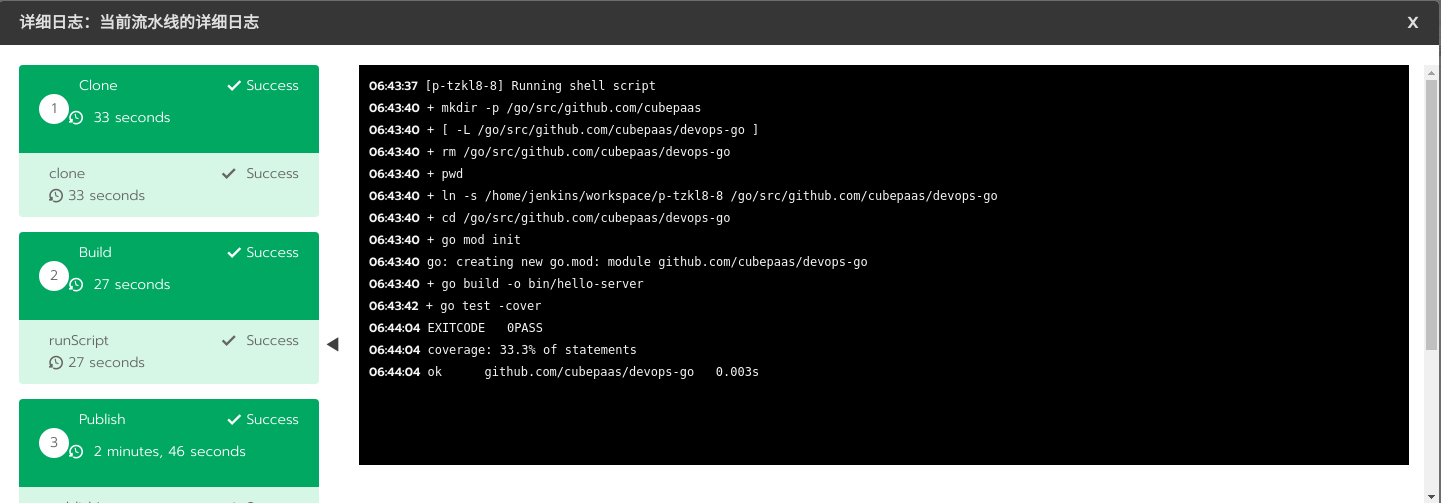 详细日志：当前流水线的详细日志 X
Clone Success
1
33 seconds
clone Success
33 seconds
Build Success
2
27 seconds
runScript Success
27 seconds
Publish Success
3
2 minutes, 46 seconds
06:43:37 [p-tzkl8-8] Running shell script
06:43:40 + mkdir -p /go/src/github.com/cubepaas
06:43:40 + [ -L /go/src/github.com/cubepaas/devops-go ]
06:43:40 + rm /go/src/github.com/cubepaas/devops-go
06:43:40 + pwd
06:43:40 + ln -s /home/jenkins/workspace/p-tzkl8-8 /go/src/github.com/cubepaas/devops-go
06:43:40 + cd /go/src/github.com/cubepaas/devops-go
06:43:40 + go mod init
06:43:40 go: creating new go.mod: module github.com/cubepaas/devops-go
06:43:40 + go build -o bin/hello-server
06:43:42 + go test -cover
06:44:04 EXITCODE 0PASS
06:44:04 coverage: 33.3% of statements
06:44:04 ok github.com/cubepaas/devops-go 0.003s